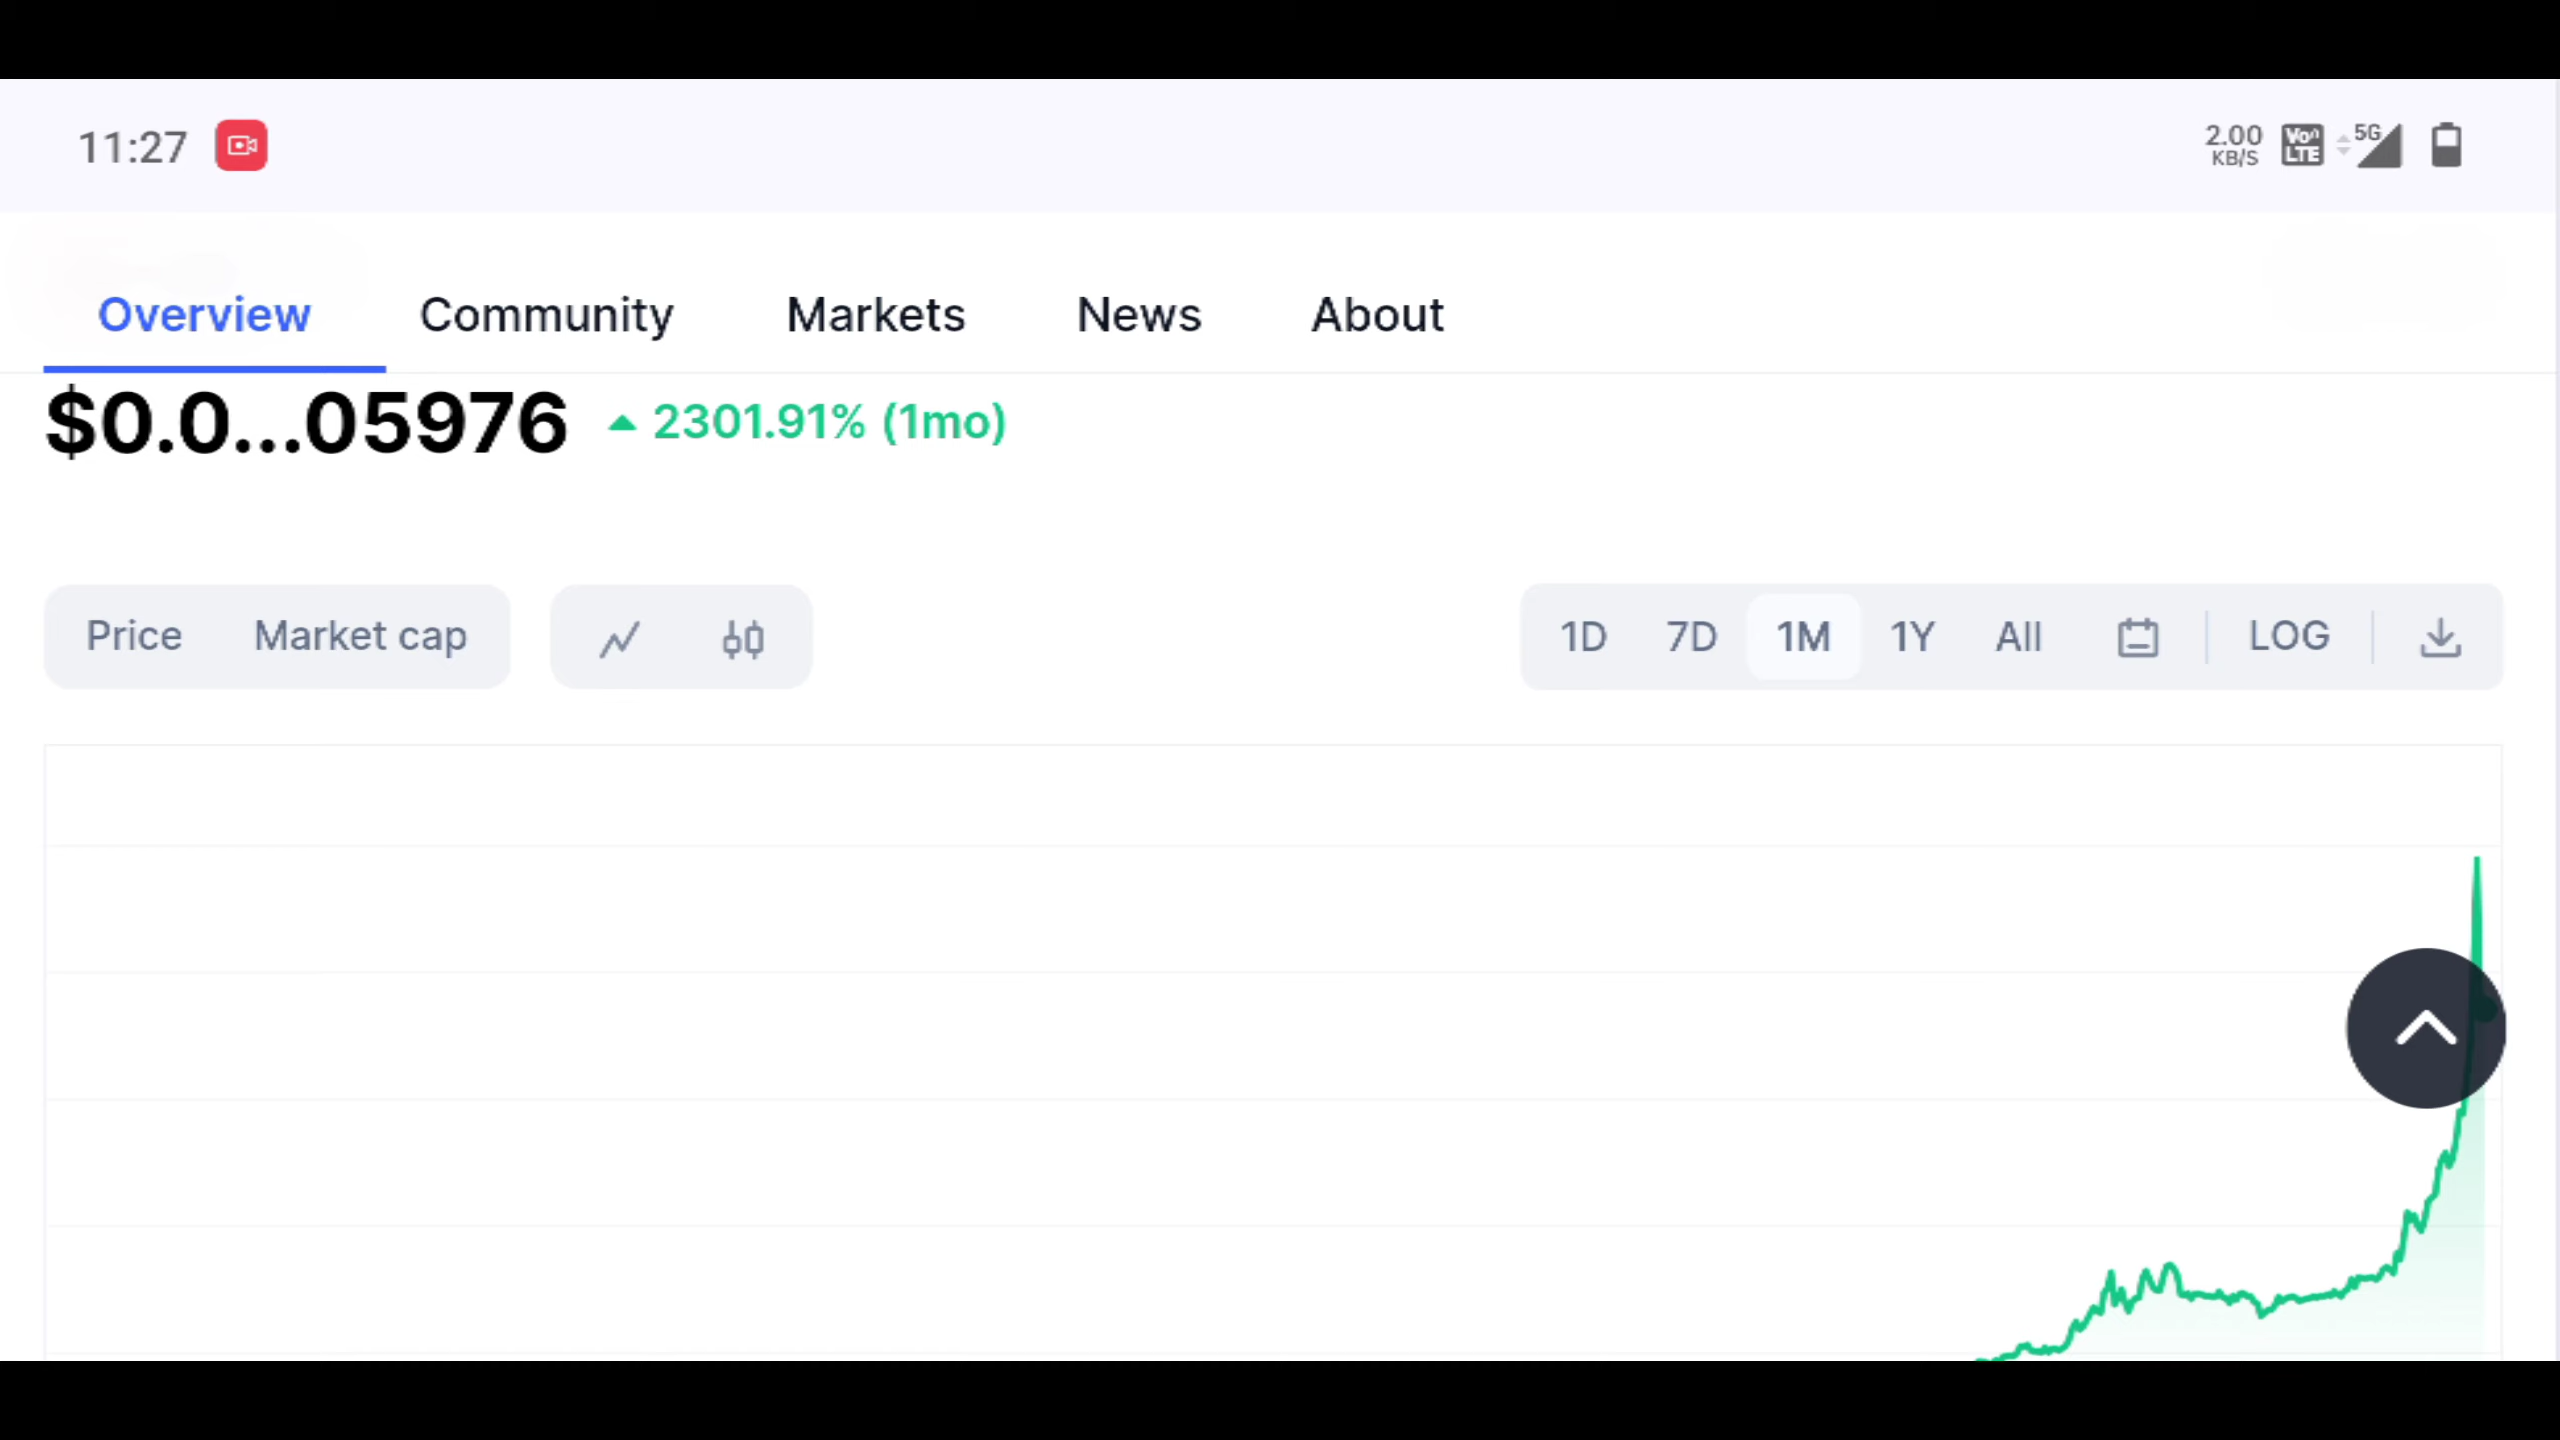 11:27 2.00 KB/S VoLTE 5G
Overview Community Markets News About
$0.0...05976 2301.91% (1mo)
Price Market cap 1D 7D 1M 1Y All LOG